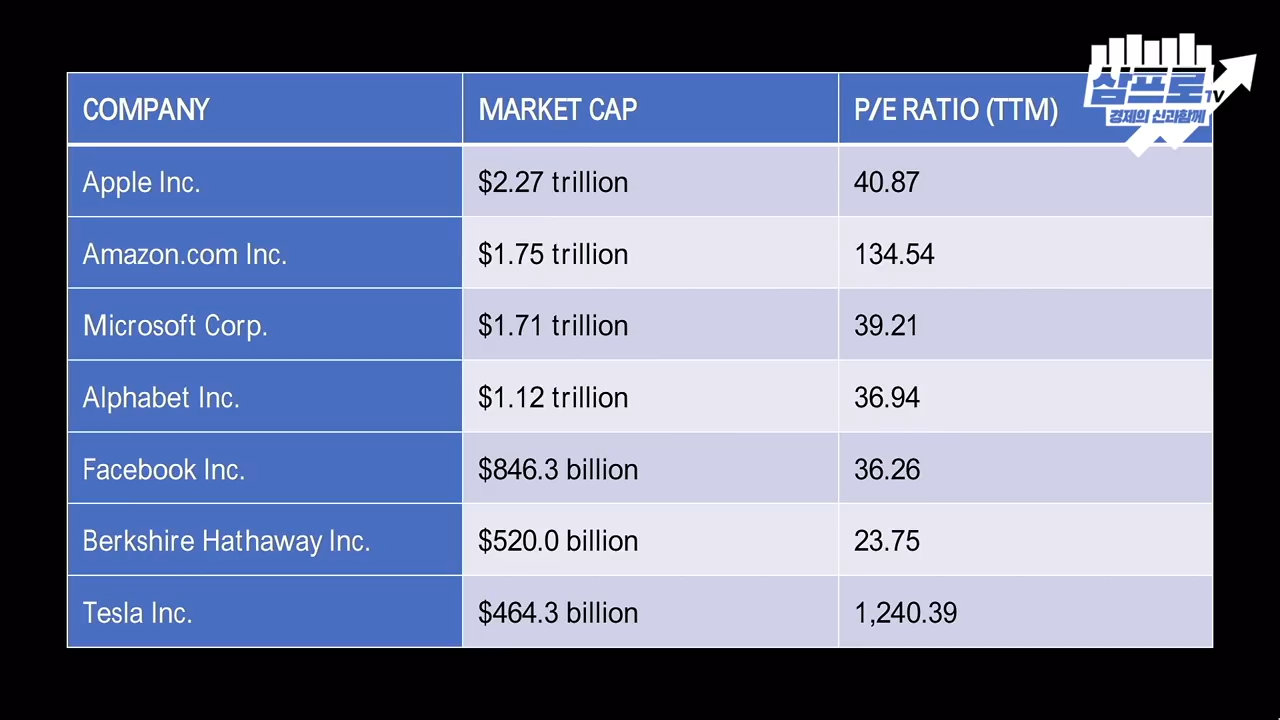 COMPANY MARKET CAP P/E RATIO (TTM)
삼프로TV
경제의 신과함께
Apple Inc. $2.27 trillion 40.87
Amazon.com Inc. $1.75 trillion 134.54
Microsoft Corp. $1.71 trillion 39.21
Alphabet Inc. $1.12 trillion 36.94
Facebook Inc. $846.3 billion 36.26
Berkshire Hathaway Inc. $520.0 billion 23.75
Tesla Inc. $464.3 billion 1,240.39